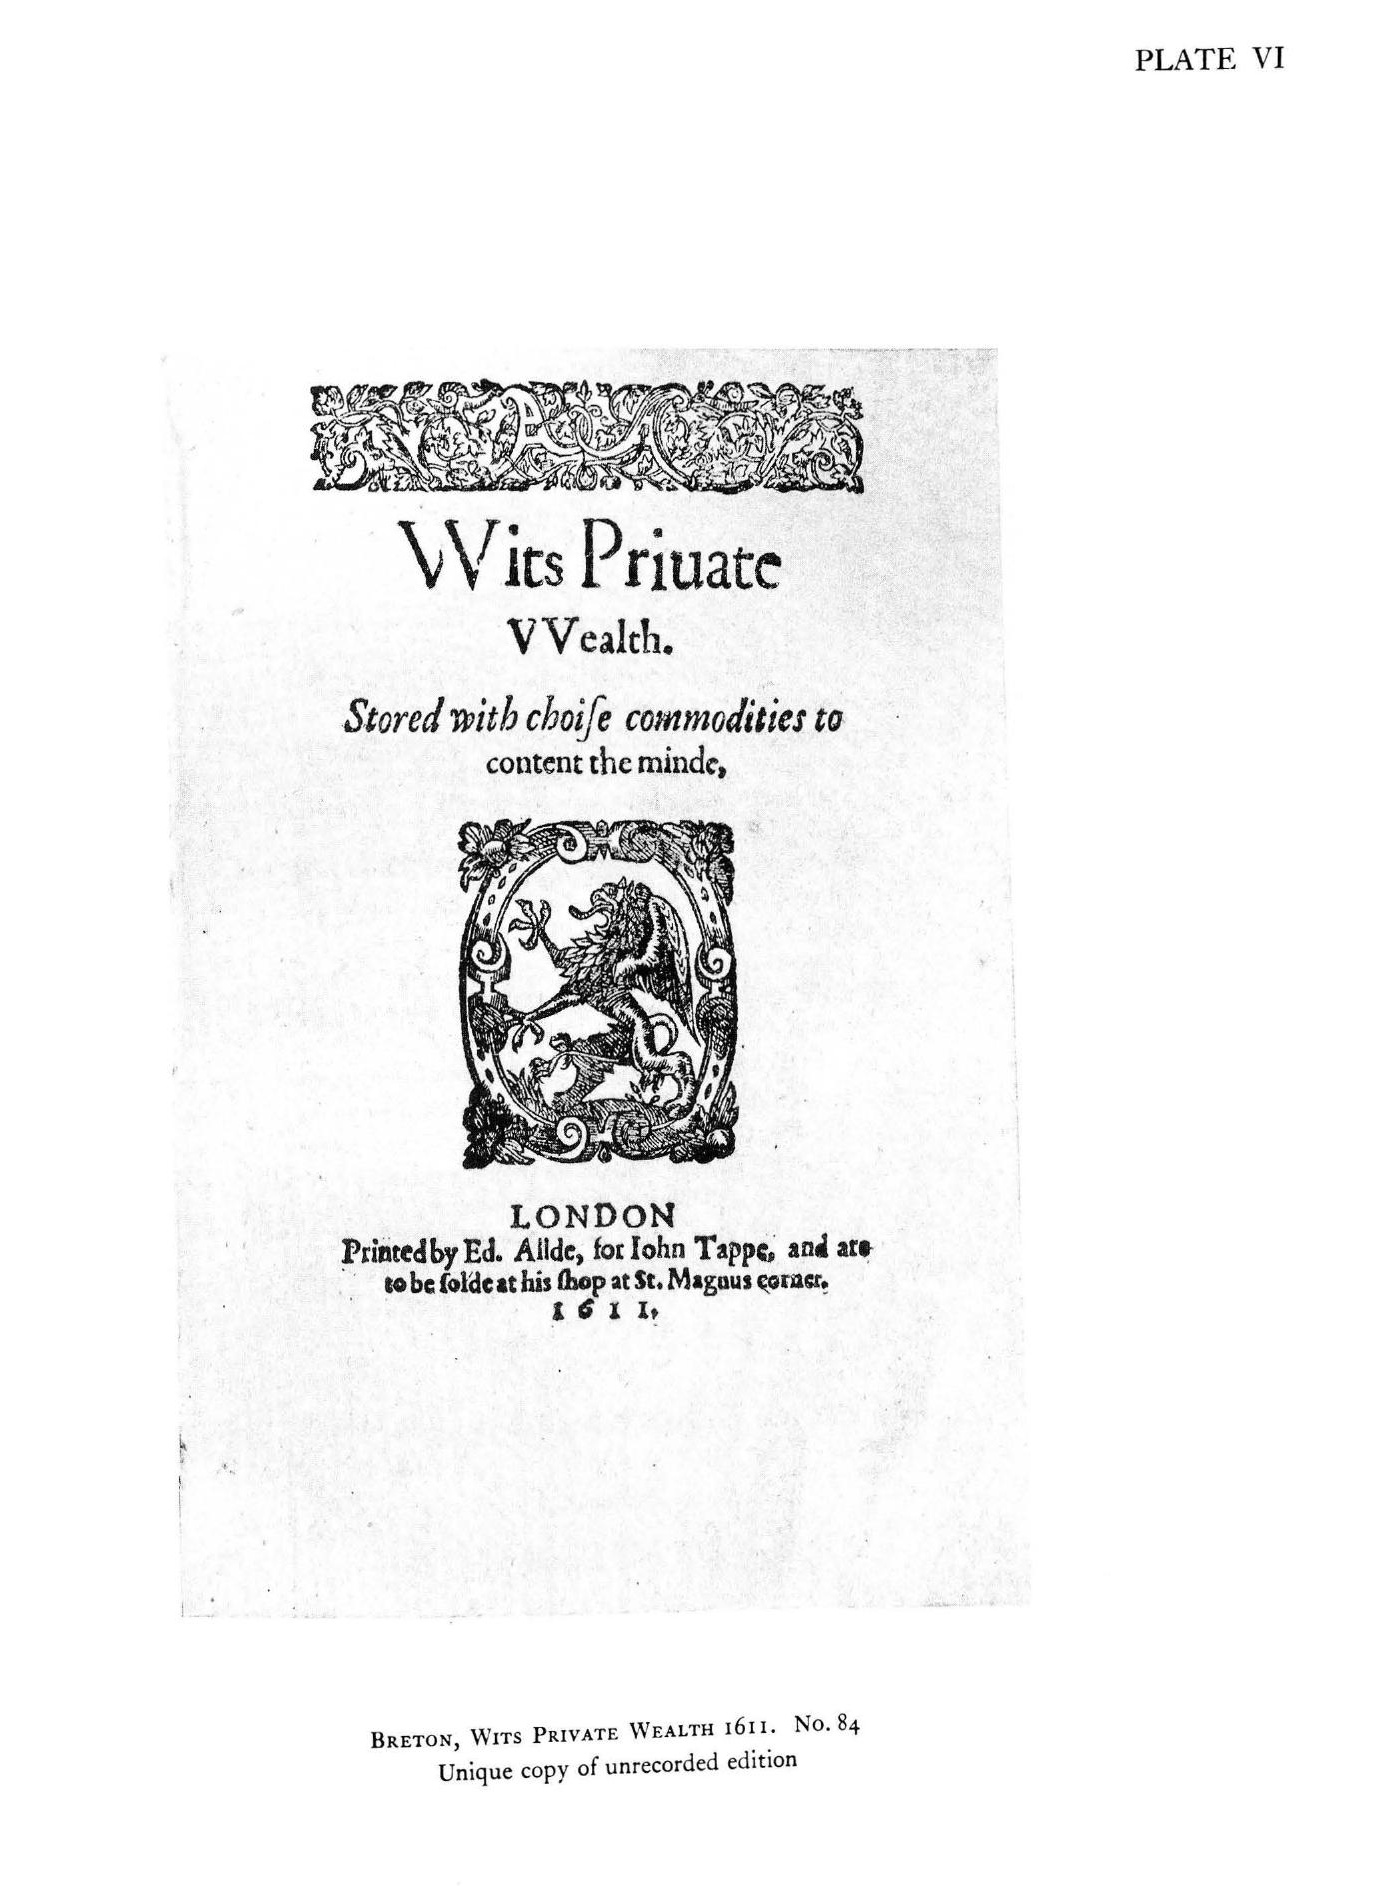 PLATE VI
Wits Priuate
VVealth.
Stored with choiſe commodities to
content the minde,
LONDON
Printed by Ed. Allde, for Iohn Tappe, and are
to be ſolde at his ſhop at St. Magnus corner.
1611.
BRETON, WITS PRIVATE WEALTH 1611. No. 84
Unique copy of unrecorded edition